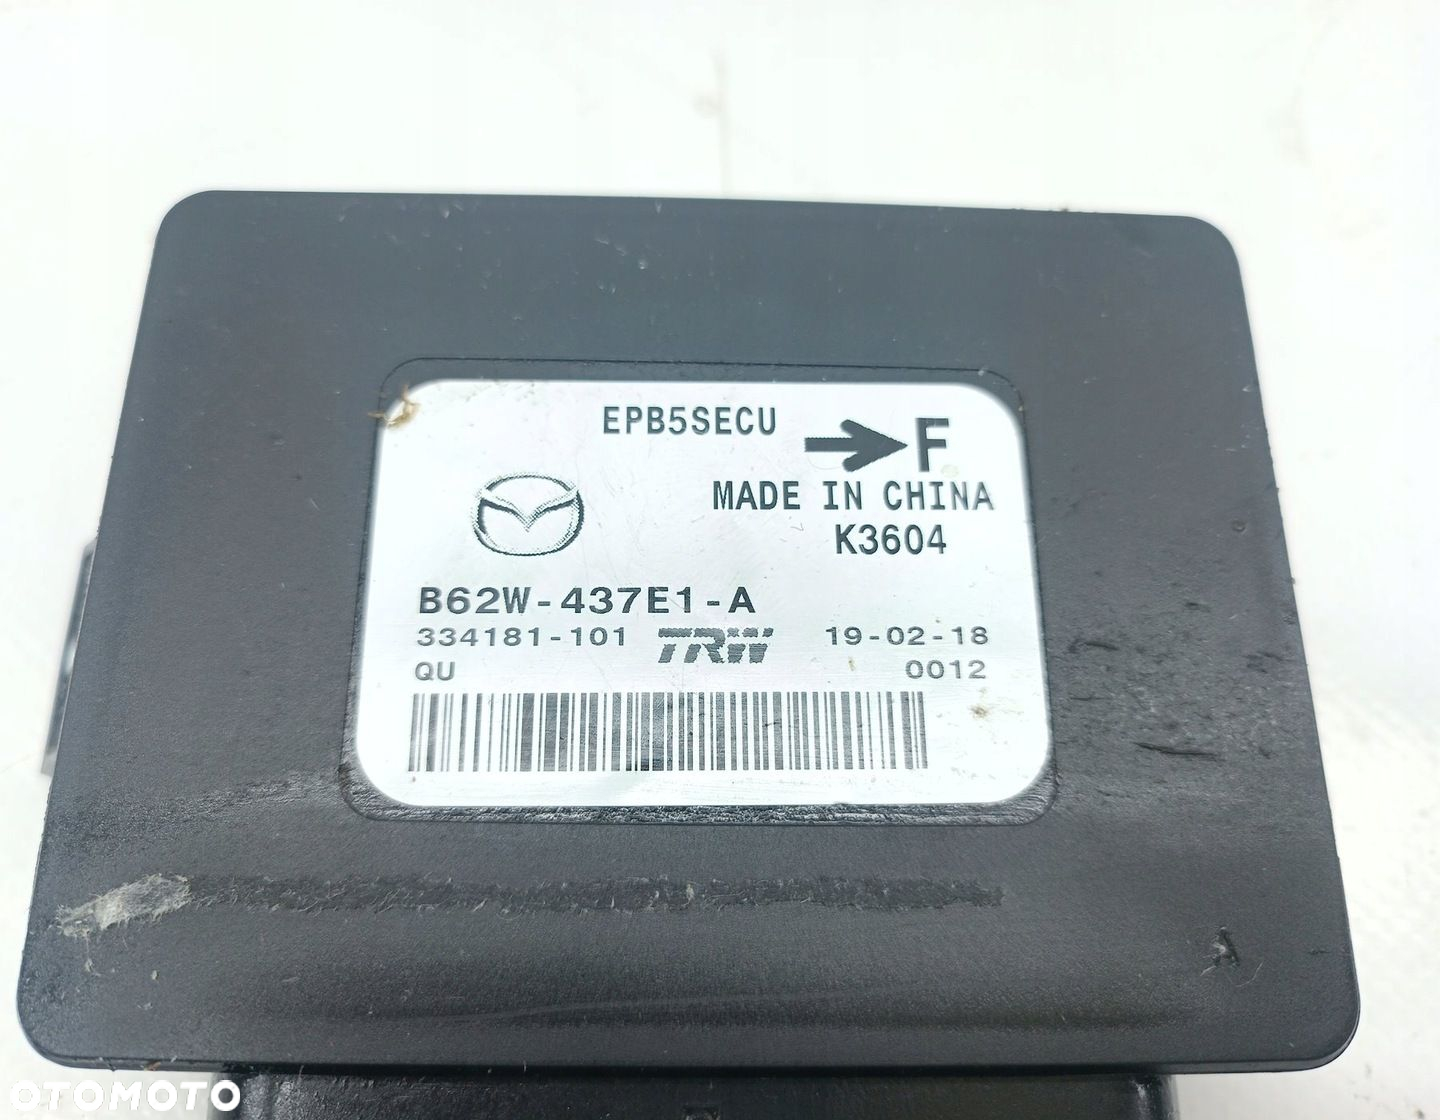 EPB5SECU
F
MADE IN CHINA
K3604
B62W-437E1-A
334181-101 TRW 19-02-18
QU 0012
A
OTOMOTO